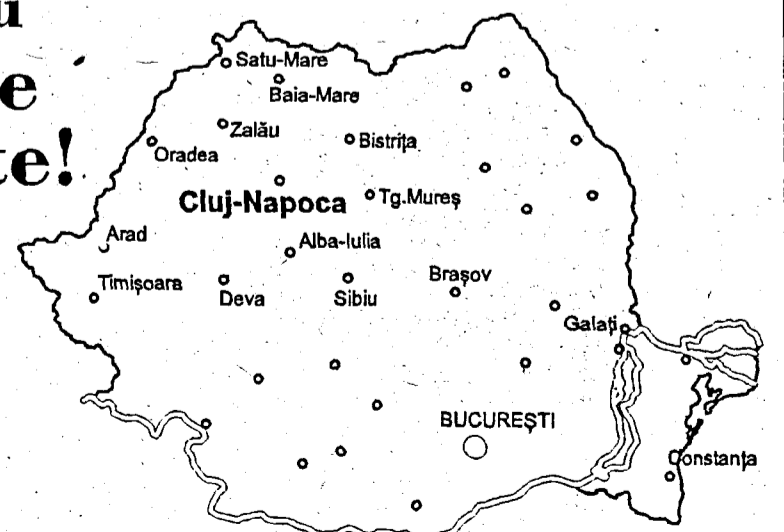 u
e
te!
Satu-Mare
Baia-Mare
Zalău
Bistrița
Oradea
Cluj-Napoca
Tg.Mureș
Arad
Alba-Iulia
Timișoara
Deva
Sibiu
Brașov
Galați
BUCUREȘTI
Constanța